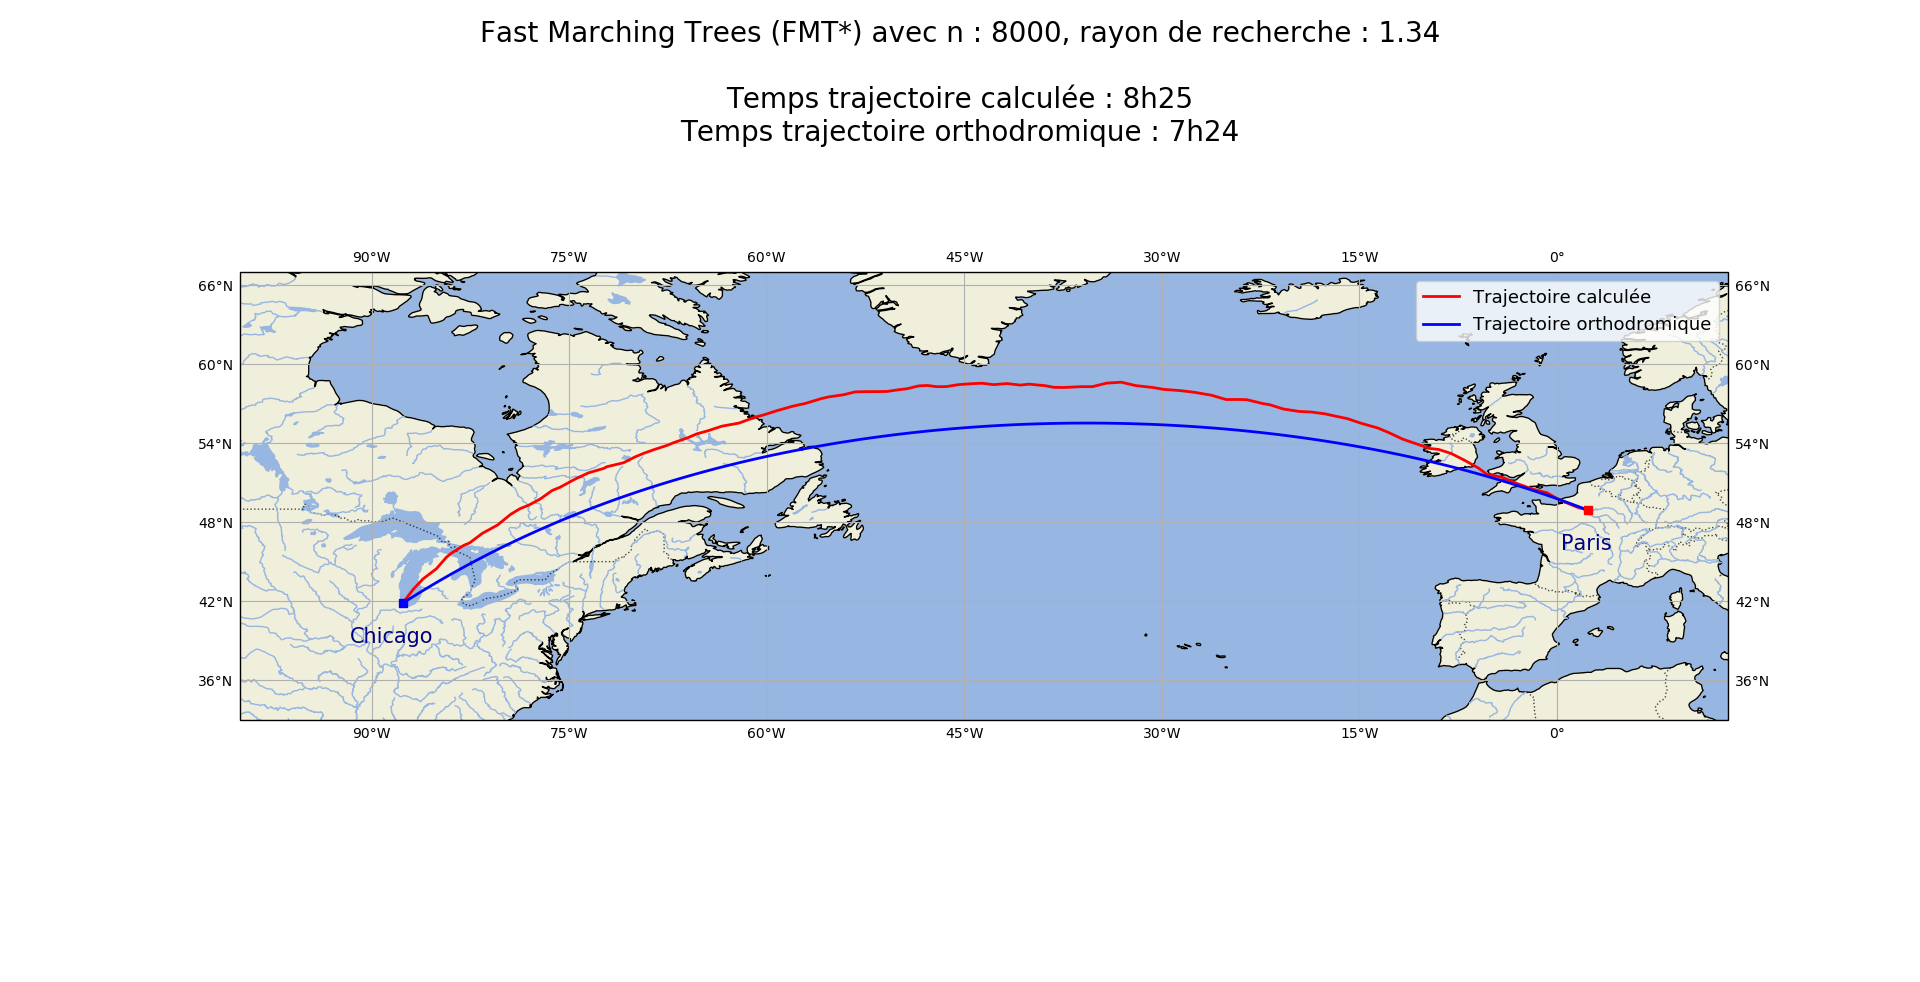 Fast Marching Trees (FMT*) avec n : 8000, rayon de recherche : 1.34
Temps trajectoire calculée : 8h25
Temps trajectoire orthodromique : 7h24
90°W 75°W 60°W 45°W 30°W 15°W 0°
66°N 66°N
Trajectoire calculée
Trajectoire orthodromique
60°N 60°N
54°N 54°N
48°N 48°N
Paris
42°N 42°N
Chicago
36°N 36°N
90°W 75°W 60°W 45°W 30°W 15°W 0°